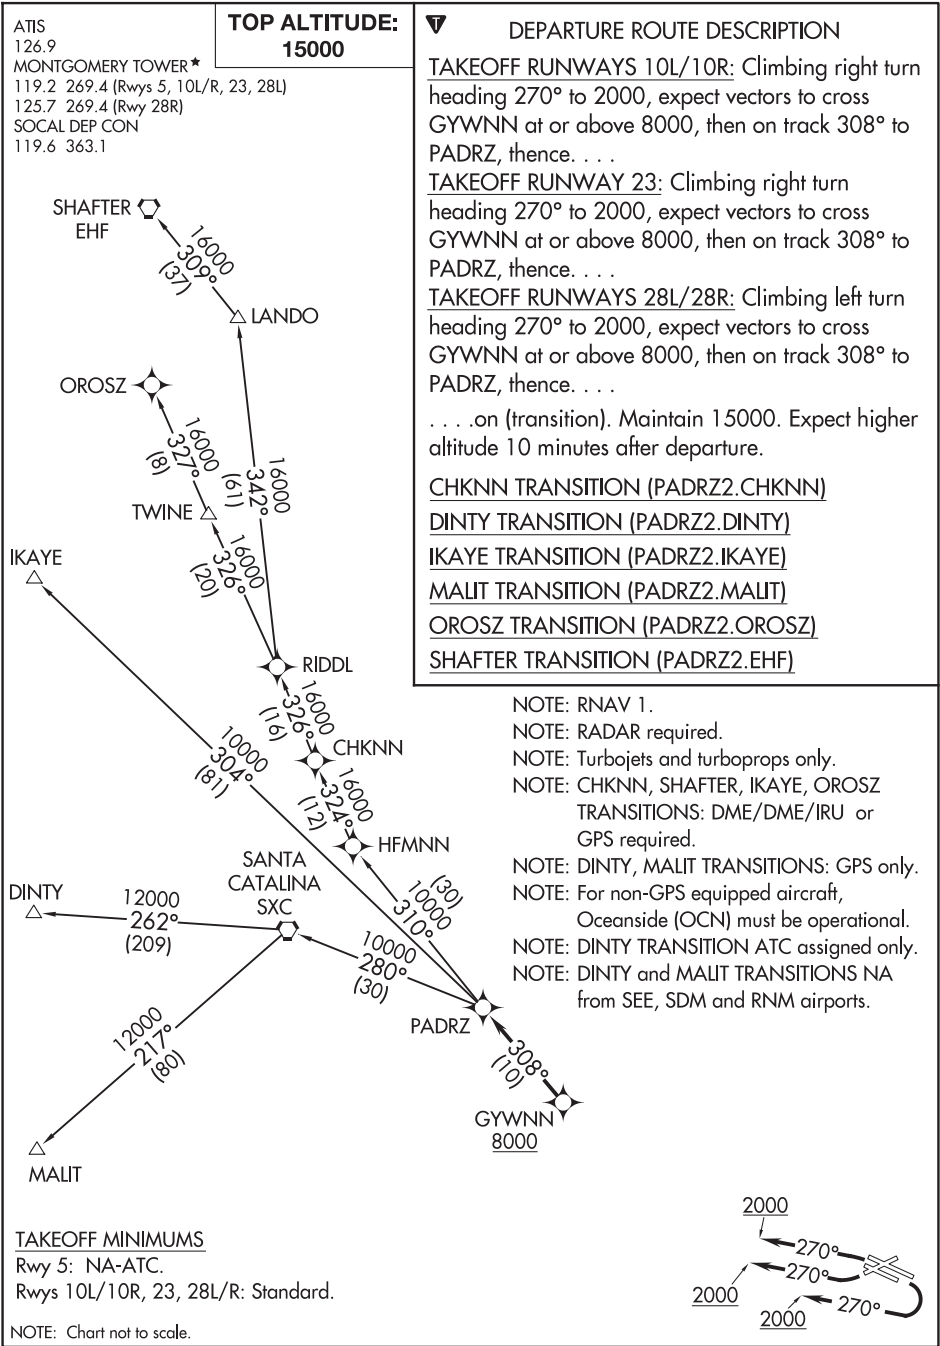 ATIS
126.9
MONTGOMERY TOWER★
119.2 269.4 (Rwys 5, 10L/R, 23, 28L)
125.7 269.4 (Rwy 28R)
SOCAL DEP CON
119.6 363.1
TOP ALTITUDE:
15000
T
DEPARTURE ROUTE DESCRIPTION
TAKEOFF RUNWAYS 10L/10R: Climbing right turn
heading 270° to 2000, expect vectors to cross
GYWNN at or above 8000, then on track 308° to
PADRZ, thence. . . .
TAKEOFF RUNWAY 23: Climbing right turn
heading 270° to 2000, expect vectors to cross
GYWNN at or above 8000, then on track 308° to
PADRZ, thence. . . .
TAKEOFF RUNWAYS 28L/28R: Climbing left turn
heading 270° to 2000, expect vectors to cross
GYWNN at or above 8000, then on track 308° to
PADRZ, thence. . . .
. . . .on (transition). Maintain 15000. Expect higher
altitude 10 minutes after departure.
CHKNN TRANSITION (PADRZ2.CHKNN)
DINTY TRANSITION (PADRZ2.DINTY)
IKAYE TRANSITION (PADRZ2.IKAYE)
MALIT TRANSITION (PADRZ2.MALIT)
OROSZ TRANSITION (PADRZ2.OROSZ)
SHAFTER TRANSITION (PADRZ2.EHF)
SHAFTER
EHF
16000
309°
(37)
LANDO
OROSZ
16000
327°
(8)
16000
342°
(61)
TWINE
16000
326°
(20)
IKAYE
RIDDL
16000
326°
(16)
CHKNN
10000
304°
(81)
16000
324°
(12)
HFMNN
SANTA
CATALINA
SXC
(30)
10000
310°
DINTY
12000
262°
(209)
10000
280°
(30)
PADRZ
12000
217°
(80)
308°
(10)
GYWNN
8000
MALIT
NOTE: RNAV 1.
NOTE: RADAR required.
NOTE: Turbojets and turboprops only.
NOTE: CHKNN, SHAFTER, IKAYE, OROSZ
TRANSITIONS: DME/DME/IRU or
GPS required.
NOTE: DINTY, MALIT TRANSITIONS: GPS only.
NOTE: For non-GPS equipped aircraft,
Oceanside (OCN) must be operational.
NOTE: DINTY TRANSITION ATC assigned only.
NOTE: DINTY and MALIT TRANSITIONS NA
from SEE, SDM and RNM airports.
TAKEOFF MINIMUMS
Rwy 5: NA-ATC.
Rwys 10L/10R, 23, 28L/R: Standard.
NOTE: Chart not to scale.
2000
270°
270°
2000
270°
2000